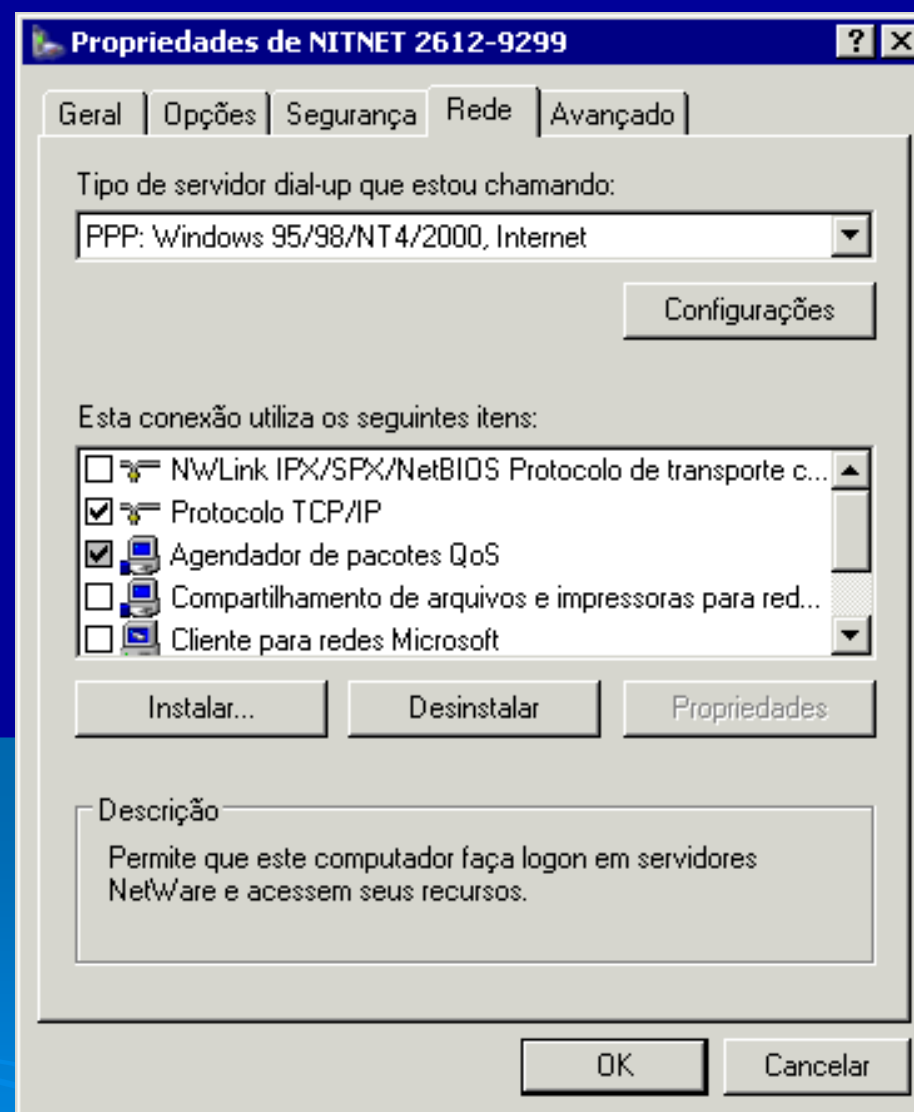 Propriedades de NITNET 2612-9299
Geral Opções Segurança Rede Avançado
Tipo de servidor dial-up que estou chamando:
PPP: Windows 95/98/NT4/2000, Internet
Configurações
Esta conexão utiliza os seguintes itens:
NWLink IPX/SPX/NetBIOS Protocolo de transporte c...
Protocolo TCP/IP
Agendador de pacotes QoS
Compartilhamento de arquivos e impressoras para red...
Cliente para redes Microsoft
Instalar... Desinstalar Propriedades
Descrição
Permite que este computador faça logon em servidores
NetWare e acessem seus recursos.
OK Cancelar